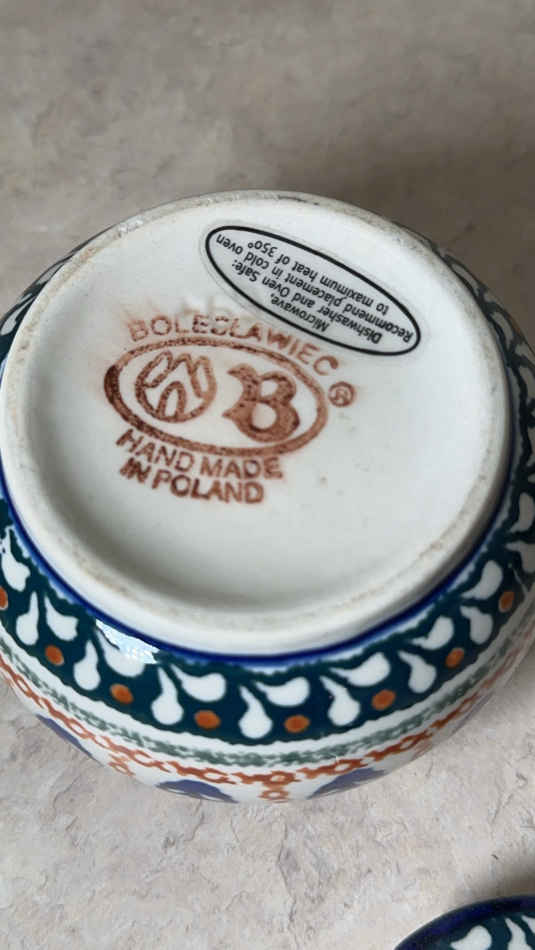 BOLESLAWIEC ®
B
HAND MADE
IN POLAND
Microwave,
Dishwasher and Oven Safe:
Recommend placement in cold oven
to maximum heat of 350°